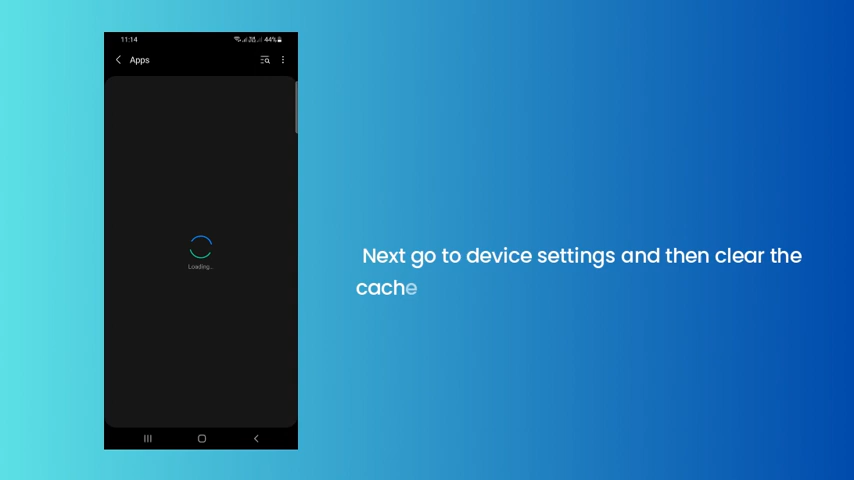 11:14
44%
Apps
Loading...
Next go to device settings and then clear the
cache